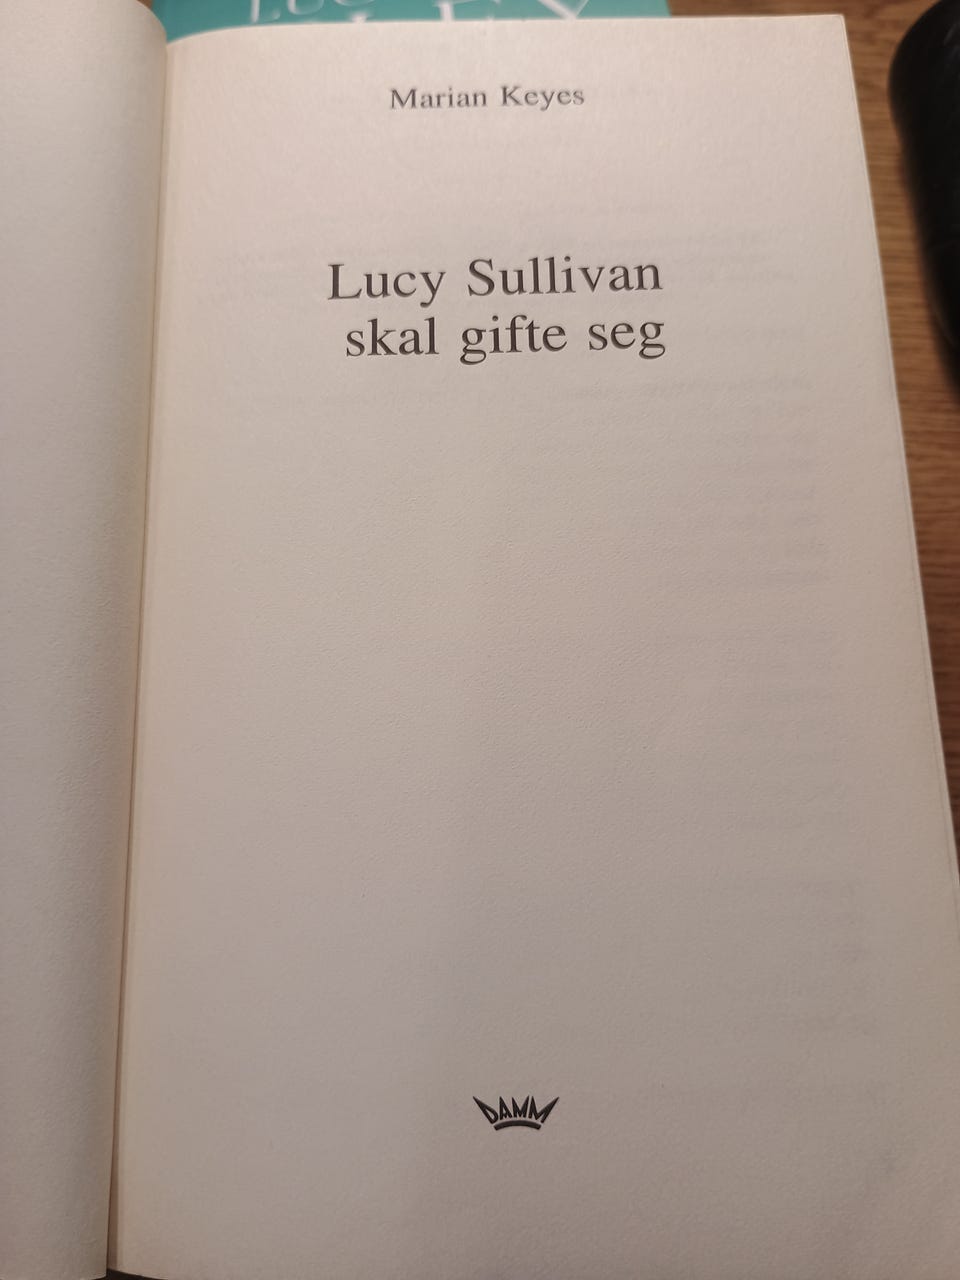 Marian Keyes
Lucy Sullivan
skal gifte seg
DAMM